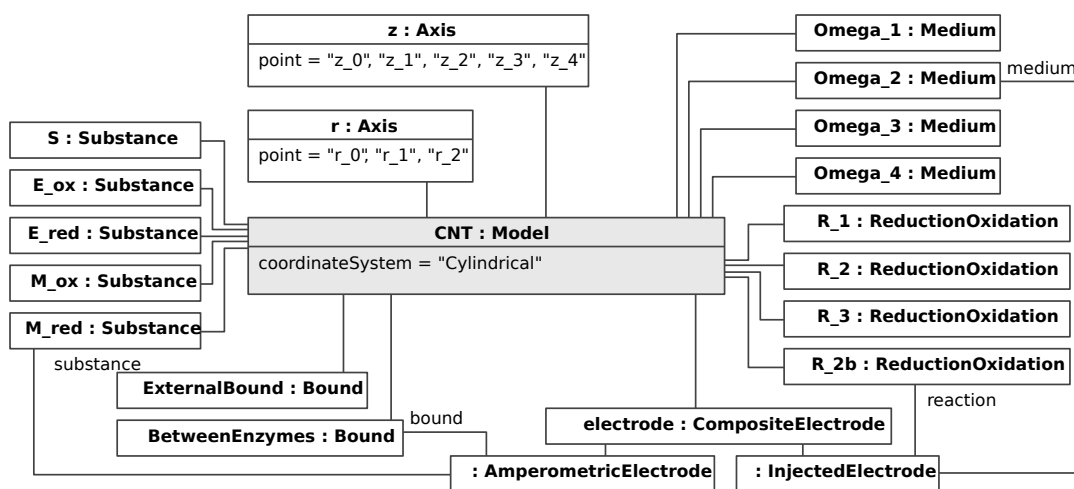 z : Axis
point = "z_0", "z_1", "z_2", "z_3", "z_4"
r : Axis
point = "r_0", "r_1", "r_2"
S : Substance
E_ox : Substance
E_red : Substance
M_ox : Substance
M_red : Substance
substance
CNT : Model
coordinateSystem = "Cylindrical"
Omega_1 : Medium
Omega_2 : Medium
medium
Omega_3 : Medium
Omega_4 : Medium
R_1 : ReductionOxidation
R_2 : ReductionOxidation
R_3 : ReductionOxidation
R_2b : ReductionOxidation
reaction
ExternalBound : Bound
BetweenEnzymes : Bound
bound
electrode : CompositeElectrode
: AmperometricElectrode
: InjectedElectrode